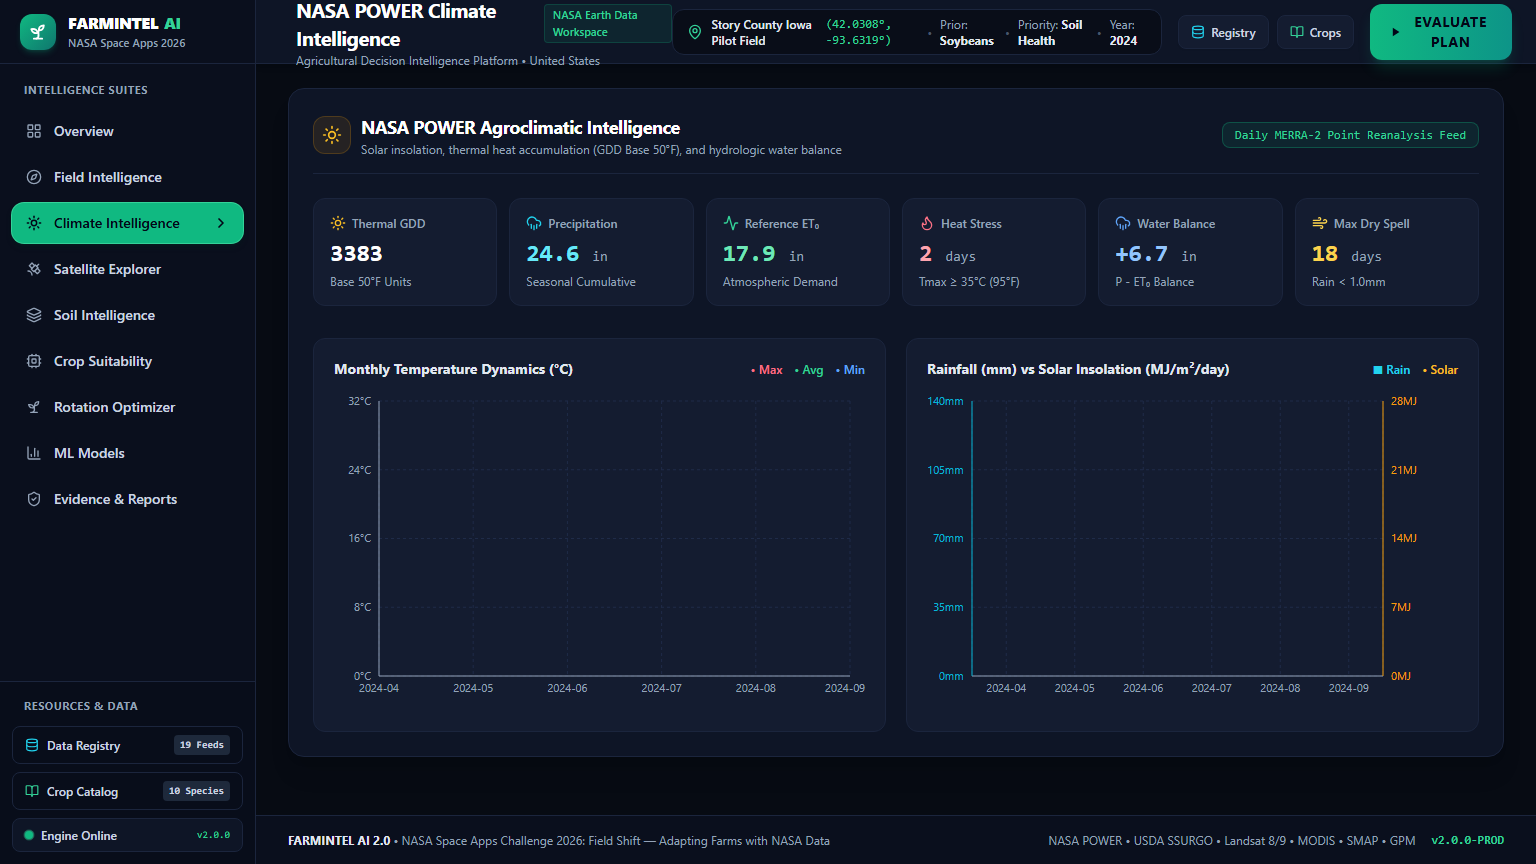 FARMINTEL AI
NASA Space Apps 2026
INTELLIGENCE SUITES
Overview
Field Intelligence
Climate Intelligence
Satellite Explorer
Soil Intelligence
Crop Suitability
Rotation Optimizer
ML Models
Evidence & Reports
RESOURCES & DATA
Data Registry 19 Feeds
Crop Catalog 10 Species
Engine Online v2.0.0
NASA POWER Climate
Intelligence
Agricultural Decision Intelligence Platform • United States
NASA Earth Data
Workspace
Story County Iowa
Pilot Field
(42.0308°,
-93.6319°)
• Prior:
Soybeans
• Priority: Soil
Health
• Year:
2024
Registry
Crops
EVALUATE
PLAN
NASA POWER Agroclimatic Intelligence
Solar insolation, thermal heat accumulation (GDD Base 50°F), and hydrologic water balance
Daily MERRA-2 Point Reanalysis Feed
Thermal GDD
3383
Base 50°F Units
Precipitation
24.6 in
Seasonal Cumulative
Reference ET₀
17.9 in
Atmospheric Demand
Heat Stress
2 days
Tmax ≥ 35°C (95°F)
Water Balance
+6.7 in
P - ET₀ Balance
Max Dry Spell
18 days
Rain < 1.0mm
Monthly Temperature Dynamics (°C)
• Max • Avg • Min
32°C
24°C
16°C
8°C
0°C
2024-04 2024-05 2024-06 2024-07 2024-08 2024-09
Rainfall (mm) vs Solar Insolation (MJ/m²/day)
■ Rain • Solar
140mm 28MJ
105mm 21MJ
70mm 14MJ
35mm 7MJ
0mm 0MJ
2024-04 2024-05 2024-06 2024-07 2024-08 2024-09
FARMINTEL AI 2.0 • NASA Space Apps Challenge 2026: Field Shift — Adapting Farms with NASA Data
NASA POWER • USDA SSURGO • Landsat 8/9 • MODIS • SMAP • GPM v2.0.0-PROD